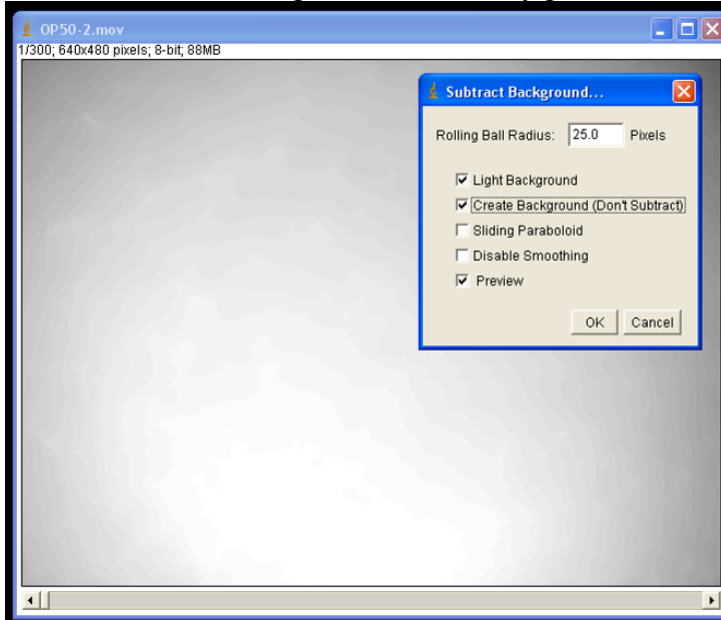 OP50-2.mov
1/300; 640x480 pixels; 8-bit; 88MB
Subtract Background...
Rolling Ball Radius: 25.0 Pixels
Light Background
Create Background (Don't Subtract)
Sliding Paraboloid
Disable Smoothing
Preview
OK Cancel